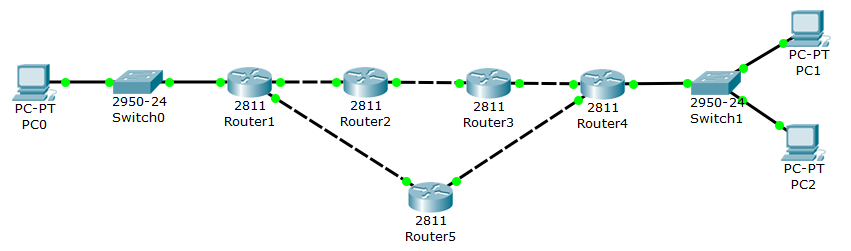 PC-PT
PC0
2950-24
Switch0
2811
Router1
2811
Router2
2811
Router3
2811
Router4
2950-24
Switch1
PC-PT
PC1
PC-PT
PC2
2811
Router5